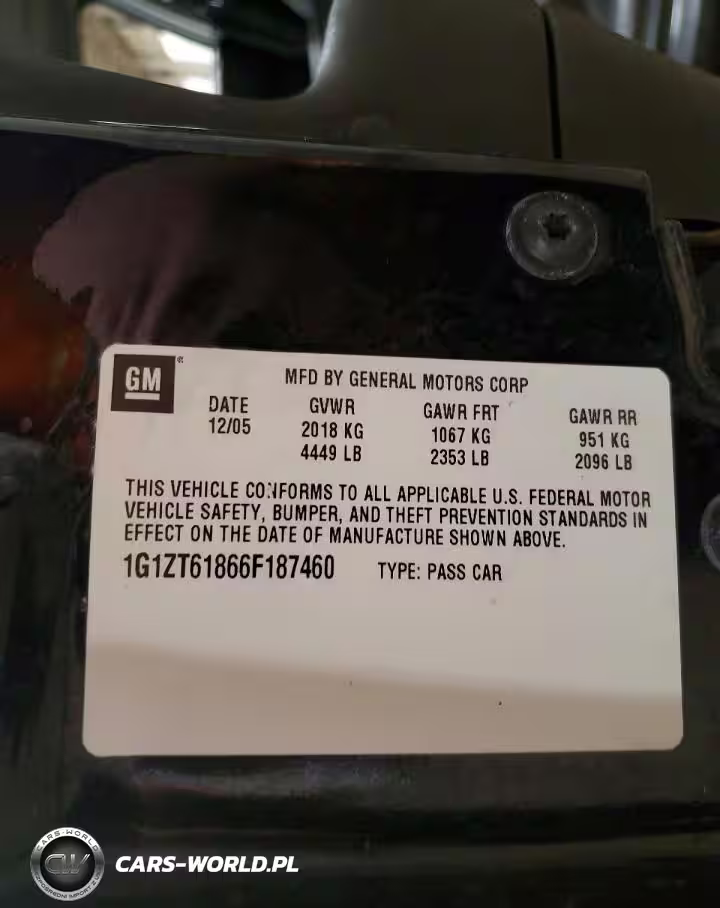 GM®
MFD BY GENERAL MOTORS CORP
DATE GVWR GAWR FRT GAWR RR
12/05 2018 KG 1067 KG 951 KG
4449 LB 2353 LB 2096 LB
THIS VEHICLE CONFORMS TO ALL APPLICABLE U.S. FEDERAL MOTOR
VEHICLE SAFETY, BUMPER, AND THEFT PREVENTION STANDARDS IN
EFFECT ON THE DATE OF MANUFACTURE SHOWN ABOVE.
1G1ZT61866F187460 TYPE: PASS CAR
CARS-WORLD
CW
CARS-WORLD.PL